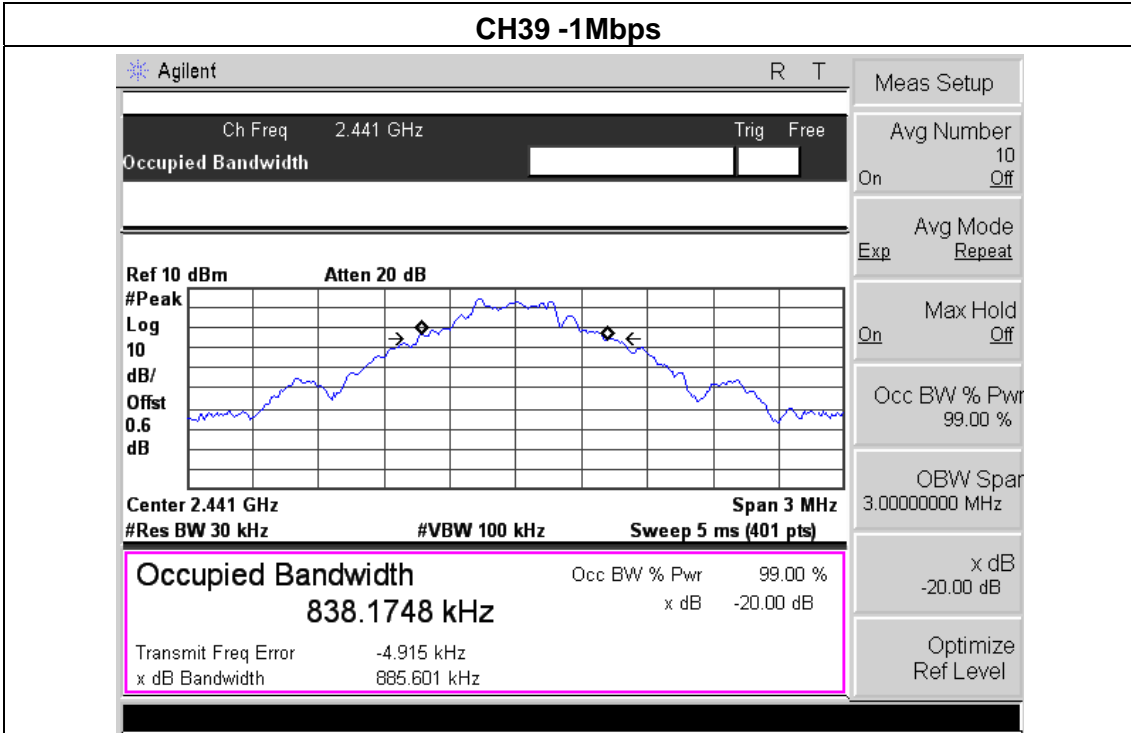 CH39 -1Mbps
Agilent R T
Ch Freq 2.441 GHz Trig Free
Occupied Bandwidth
Ref 10 dBm Atten 20 dB
#Peak
Log
10
dB/
Offst
0.6
dB
Center 2.441 GHz Span 3 MHz
#Res BW 30 kHz #VBW 100 kHz Sweep 5 ms (401 pts)
Occupied Bandwidth Occ BW % Pwr 99.00 %
838.1748 kHz x dB -20.00 dB
Transmit Freq Error -4.915 kHz
x dB Bandwidth 885.601 kHz
Meas Setup
Avg Number
10
On Off
Avg Mode
Exp Repeat
Max Hold
On Off
Occ BW % Pwr
99.00 %
OBW Span
3.00000000 MHz
x dB
-20.00 dB
Optimize
Ref Level